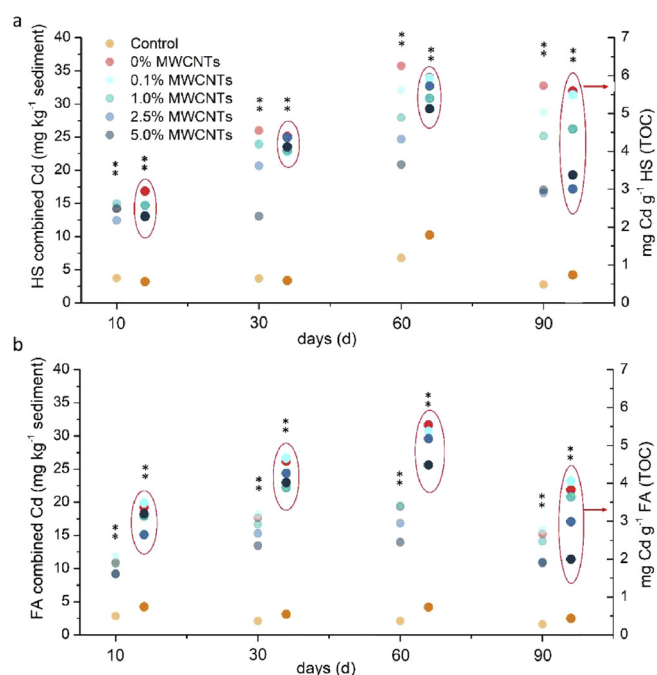 a
40
35
30
25
20
15
10
5
0
HS combined Cd (mg kg⁻¹ sediment)
Control
0% MWCNTs
0.1% MWCNTs
1.0% MWCNTs
2.5% MWCNTs
5.0% MWCNTs
** ** ** ** ** ** ** **
7
6
5
4
3
2
1
0
mg Cd g⁻¹ HS (TOC)
10 30 60 90
days (d)
b
40
35
30
25
20
15
10
5
0
FA combined Cd (mg kg⁻¹ sediment)
** ** ** ** ** ** ** **
7
6
5
4
3
2
1
0
mg Cd g⁻¹ FA (TOC)
10 30 60 90
days (d)